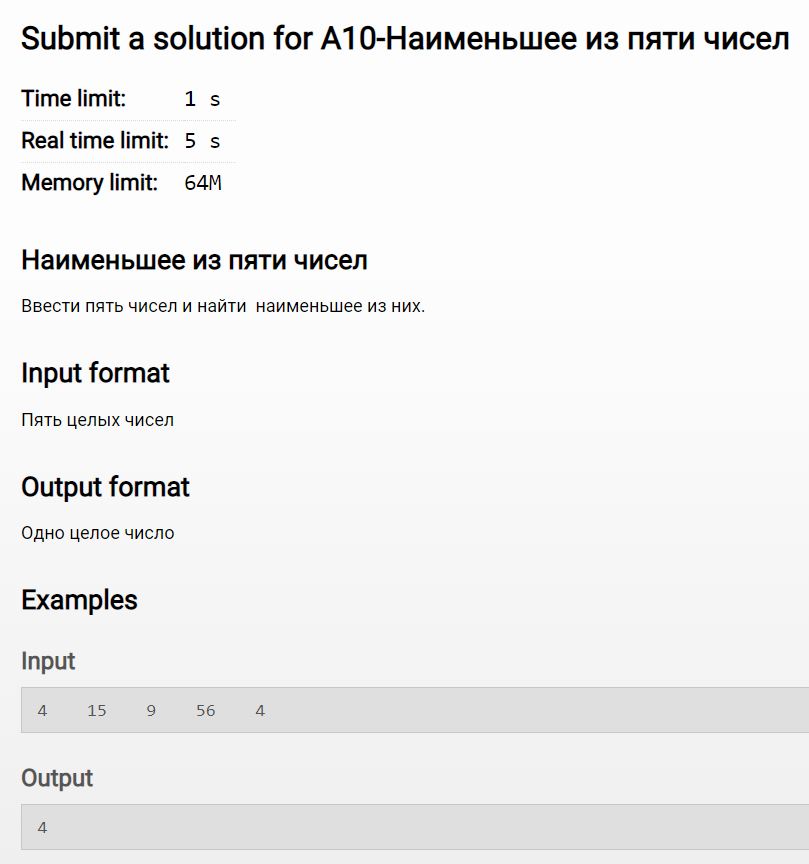 Submit a solution for A10-Наименьшее из пяти чисел
Time limit: 1 s
Real time limit: 5 s
Memory limit: 64M
Наименьшее из пяти чисел
Ввести пять чисел и найти  наименьшее из них.
Input format
Пять целых чисел
Output format
Одно целое число
Examples
Input
4    15    9    56    4
Output
4